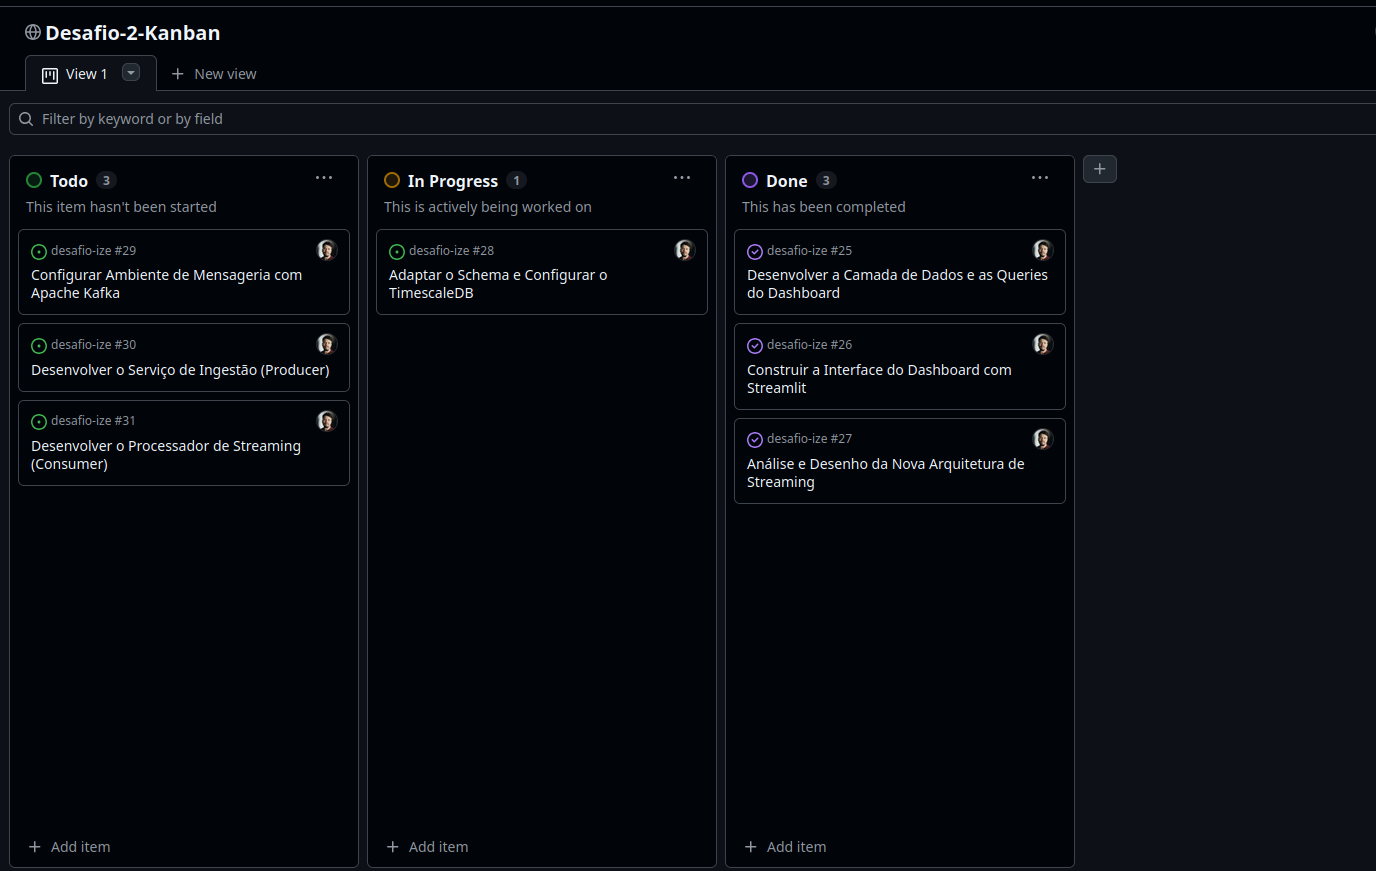 Desafio-2-Kanban
View 1
New view
Filter by keyword or by field
Todo 3
This item hasn't been started
desafio-ize #29
Configurar Ambiente de Mensageria com
Apache Kafka
desafio-ize #30
Desenvolver o Serviço de Ingestão (Producer)
desafio-ize #31
Desenvolver o Processador de Streaming
(Consumer)
Add item
In Progress 1
This is actively being worked on
desafio-ize #28
Adaptar o Schema e Configurar o
TimescaleDB
Add item
Done 3
This has been completed
desafio-ize #25
Desenvolver a Camada de Dados e as Queries
do Dashboard
desafio-ize #26
Construir a Interface do Dashboard com
Streamlit
desafio-ize #27
Análise e Desenho da Nova Arquitetura de
Streaming
Add item